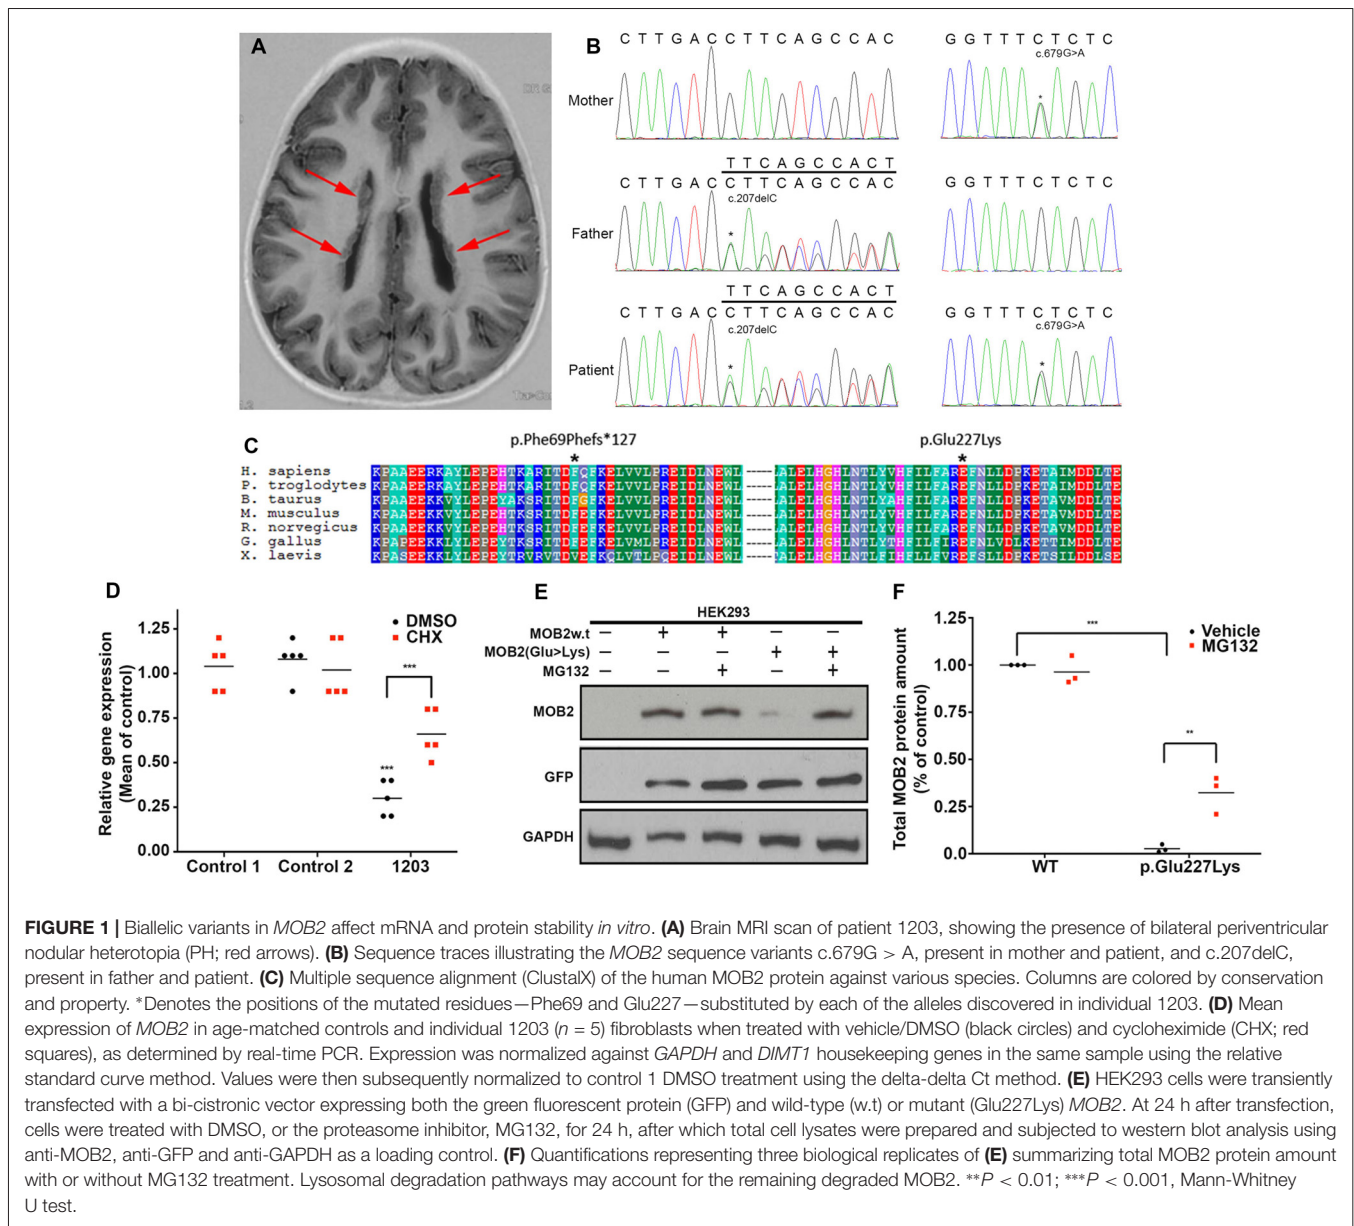 A
B
C T T G A C C T T C A G C C A C
G G T T T C T C T C
c.679G>A
*
Mother
T T C A G C C A C T
C T T G A C C T T C A G C C A C
G G T T T C T C T C
c.207delC
*
Father
T T C A G C C A C T
C T T G A C C T T C A G C C A C
G G T T T C T C T C
c.207delC
c.679G>A
*
*
Patient
C
p.Phe69Phefs*127
p.Glu227Lys
*
*
H. sapiens
P. troglodytes
B. taurus
M. musculus
R. norvegicus
G. gallus
X. laevis
D
DMSO
CHX
Relative gene expression
(Mean of control)
1.25
1.00
0.75
0.50
0.25
0.00
***
***
Control 1
Control 2
1203
E
HEK293
MOB2w.t – + + – –
MOB2(Glu>Lys) – – – + +
MG132 – – + – +
MOB2
GFP
GAPDH
F
Vehicle
MG132
Total MOB2 protein amount
(% of control)
1.25
1.00
0.50
0.25
0.0
***
**
WT
p.Glu227Lys
FIGURE 1 | Biallelic variants in MOB2 affect mRNA and protein stability in vitro. (A) Brain MRI scan of patient 1203, showing the presence of bilateral periventricular
nodular heterotopia (PH; red arrows). (B) Sequence traces illustrating the MOB2 sequence variants c.679G > A, present in mother and patient, and c.207delC,
present in father and patient. (C) Multiple sequence alignment (ClustalX) of the human MOB2 protein against various species. Columns are colored by conservation
and property. *Denotes the positions of the mutated residues—Phe69 and Glu227—substituted by each of the alleles discovered in individual 1203. (D) Mean
expression of MOB2 in age-matched controls and individual 1203 (n = 5) fibroblasts when treated with vehicle/DMSO (black circles) and cycloheximide (CHX; red
squares), as determined by real-time PCR. Expression was normalized against GAPDH and DIMT1 housekeeping genes in the same sample using the relative
standard curve method. Values were then subsequently normalized to control 1 DMSO treatment using the delta-delta Ct method. (E) HEK293 cells were transiently
transfected with a bi-cistronic vector expressing both the green fluorescent protein (GFP) and wild-type (w.t) or mutant (Glu227Lys) MOB2. At 24 h after transfection,
cells were treated with DMSO, or the proteasome inhibitor, MG132, for 24 h, after which total cell lysates were prepared and subjected to western blot analysis using
anti-MOB2, anti-GFP and anti-GAPDH as a loading control. (F) Quantifications representing three biological replicates of (E) summarizing total MOB2 protein amount
with or without MG132 treatment. Lysosomal degradation pathways may account for the remaining degraded MOB2. **P < 0.01; ***P < 0.001, Mann-Whitney
U test.